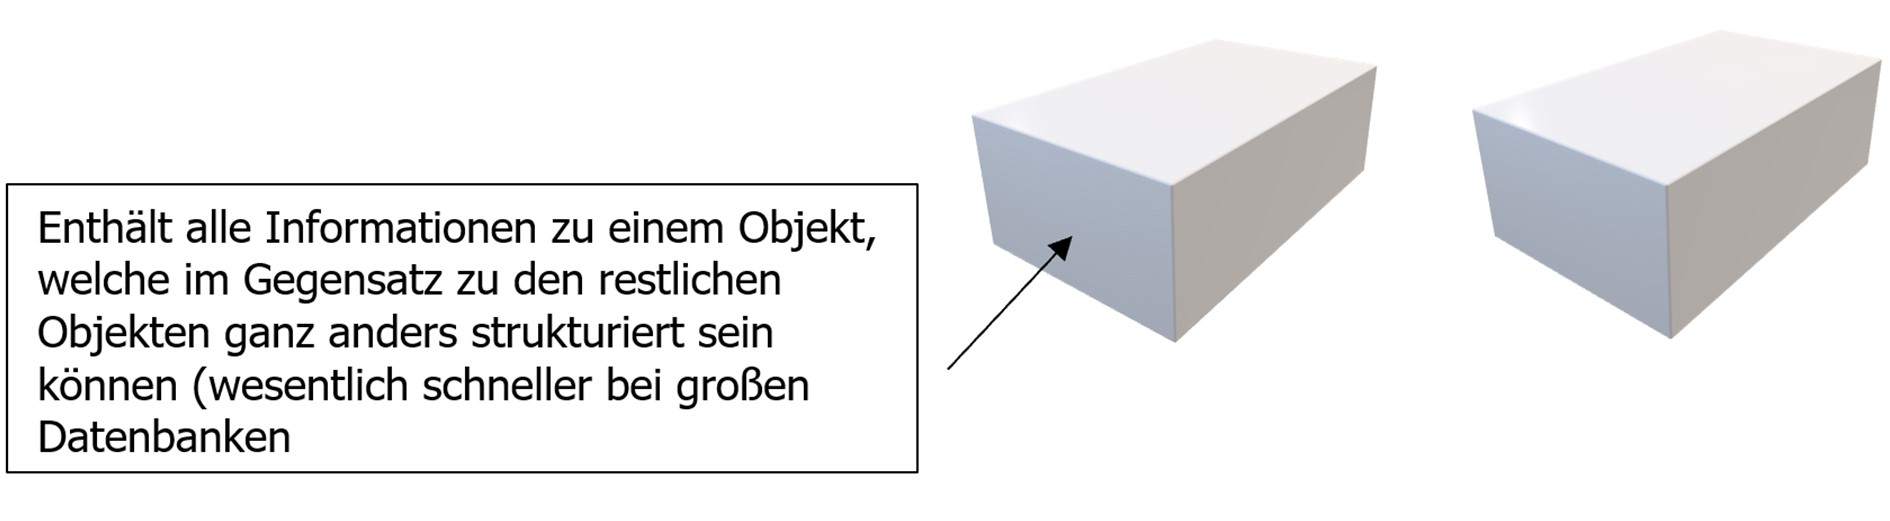 Enthält alle Informationen zu einem Objekt,
welche im Gegensatz zu den restlichen
Objekten ganz anders strukturiert sein
können (wesentlich schneller bei großen
Datenbanken